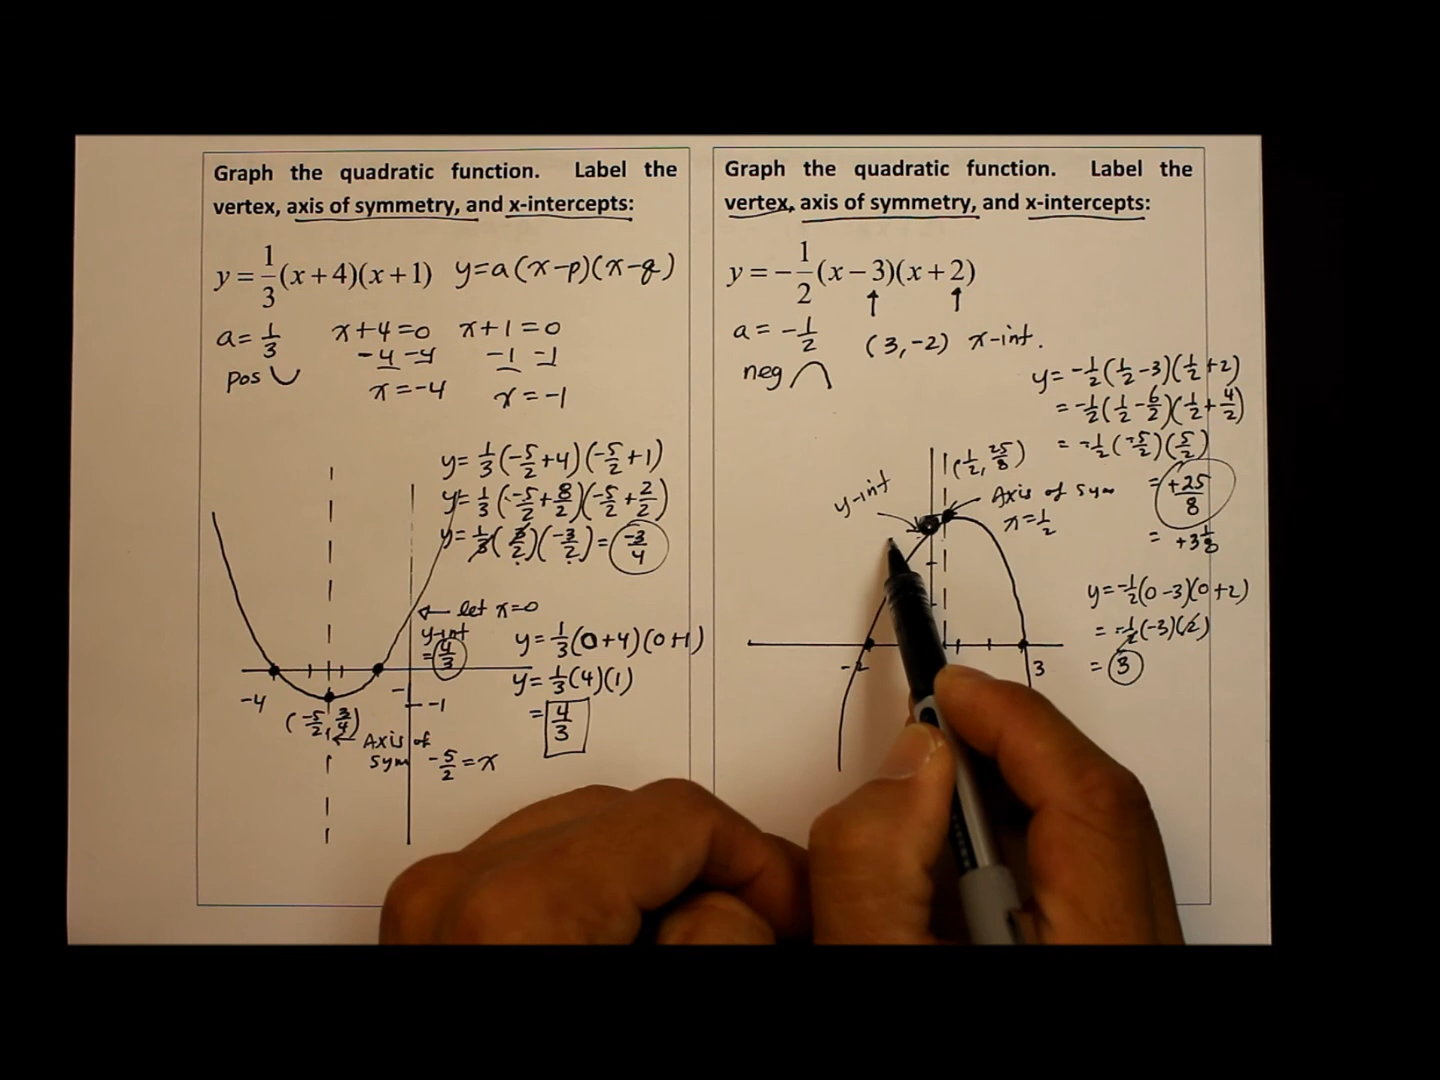 Graph the quadratic function. Label the
vertex, axis of symmetry, and x-intercepts:
y = 1/3 (x + 4)(x + 1) y=a(x-p)(x-q)
a= 1/3 x+4=0 x+1=0
-4 -4 -1 -1
pos x=-4 x=-1
y= 1/3 (-5/2+4)(-5/2+1)
y= 1/3 (-5/2+8/2)(-5/2+2/2)
y= 1/3 (3/2)(-3/2)= -3/4
← let x=0
y-int
= 4/3
y= 1/3 (0+4)(0+1)
y= 1/3 (4)(1)
= 4/3
-4
-1
(-5/2, 3/4)
← Axis of
sym -5/2 = x
Graph the quadratic function. Label the
vertex, axis of symmetry, and x-intercepts:
y = - 1/2 (x - 3)(x + 2)
a = - 1/2 (3,-2) x-int.
neg
y= -1/2 (1/2-3)(1/2+2)
= -1/2 (1/2-6/2)(1/2+4/2)
= -1/2 (-5/2)(5/2)
= +25/8
= +3 1/8
(1/2, 25/8)
y-int
Axis of sym
x= 1/2
y= -1/2(0-3)(0+2)
= -1/2(-3)(2)
= 3
-2
3